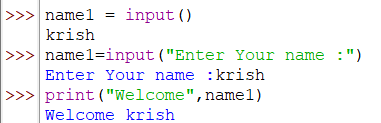 >>> name1 = input()
krish
>>> name1=input("Enter Your name :")
Enter Your name :krish
>>> print("Welcome",name1)
Welcome krish